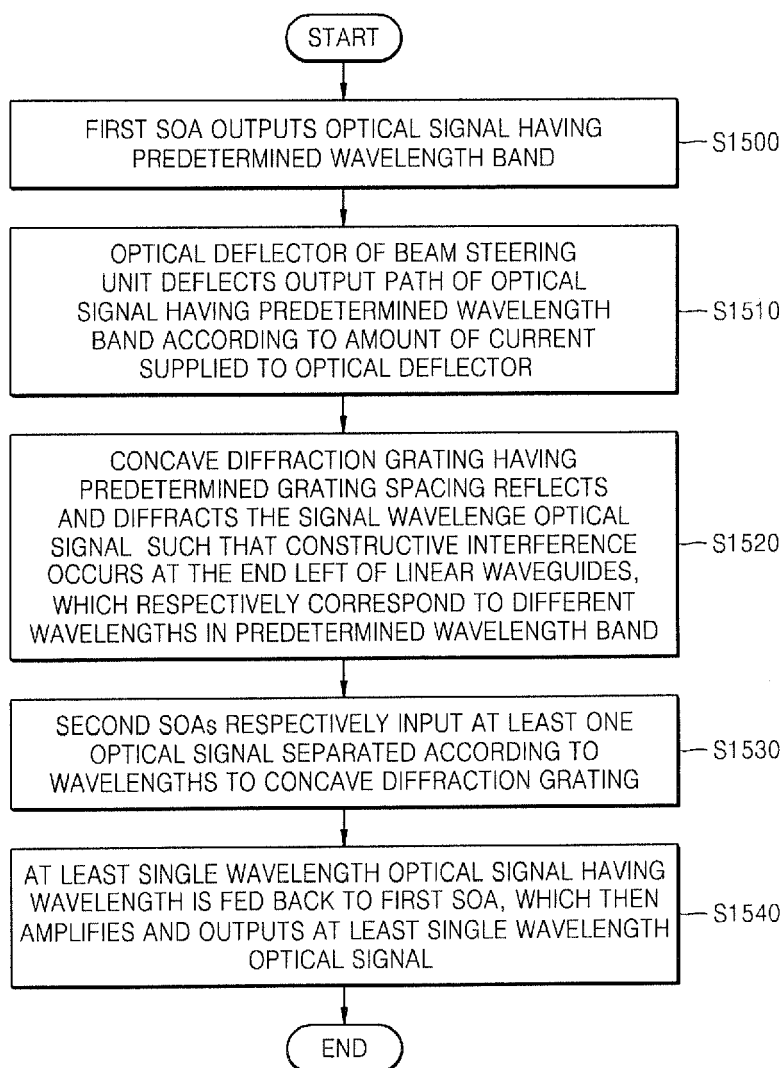 START
FIRST SOA OUTPUTS OPTICAL SIGNAL HAVING
PREDETERMINED WAVELENGTH BAND
S1500
OPTICAL DEFLECTOR OF BEAM STEERING
UNIT DEFLECTS OUTPUT PATH OF OPTICAL
SIGNAL HAVING PREDETERMINED WAVELENGTH
BAND ACCORDING TO AMOUNT OF CURRENT
SUPPLIED TO OPTICAL DEFLECTOR
S1510
CONCAVE DIFFRACTION GRATING HAVING
PREDETERMINED GRATING SPACING REFLECTS
AND DIFFRACTS THE SIGNAL WAVELENGE OPTICAL
SIGNAL SUCH THAT CONSTRUCTIVE INTERFERENCE
OCCURS AT THE END LEFT OF LINEAR WAVEGUIDES,
WHICH RESPECTIVELY CORRESPOND TO DIFFERENT
WAVELENGTHS IN PREDETERMINED WAVELENGTH BAND
S1520
SECOND SOAs RESPECTIVELY INPUT AT LEAST ONE
OPTICAL SIGNAL SEPARATED ACCORDING TO
WAVELENGTHS TO CONCAVE DIFFRACTION GRATING
S1530
AT LEAST SINGLE WAVELENGTH OPTICAL SIGNAL HAVING
WAVELENGTH IS FED BACK TO FIRST SOA, WHICH THEN
AMPLIFIES AND OUTPUTS AT LEAST SINGLE WAVELENGTH
OPTICAL SIGNAL
S1540
END